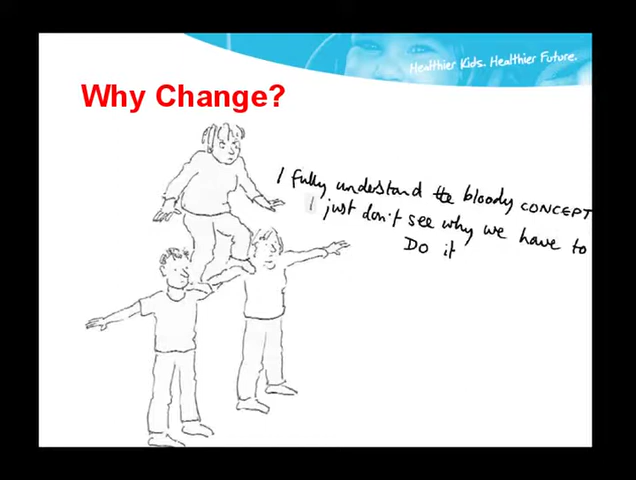 Healthier Kids. Healthier Future.
Why Change?
I fully understand the bloody CONCEPT
I just don't see why we have to
Do it